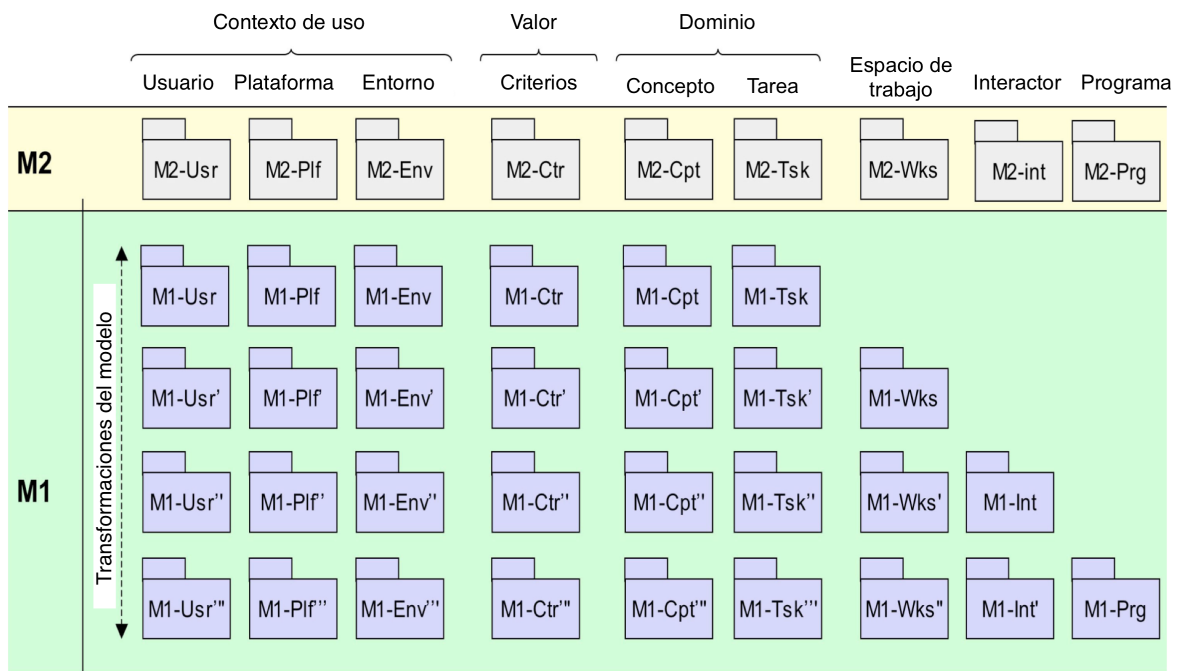 Contexto de uso
Valor
Dominio
Usuario
Plataforma
Entorno
Criterios
Concepto
Tarea
Espacio de
trabajo
Interactor
Programa
M2
M2-Usr
M2-Plf
M2-Env
M2-Ctr
M2-Cpt
M2-Tsk
M2-Wks
M2-int
M2-Prg
M1
Transformaciones del modelo
M1-Usr
M1-Plf
M1-Env
M1-Ctr
M1-Cpt
M1-Tsk
M1-Usr'
M1-Plf'
M1-Env'
M1-Ctr'
M1-Cpt'
M1-Tsk'
M1-Wks
M1-Usr''
M1-Plf''
M1-Env''
M1-Ctr''
M1-Cpt''
M1-Tsk''
M1-Wks'
M1-Int
M1-Usr'''
M1-Plf'''
M1-Env'''
M1-Ctr'''
M1-Cpt'''
M1-Tsk'''
M1-Wks''
M1-Int'
M1-Prg